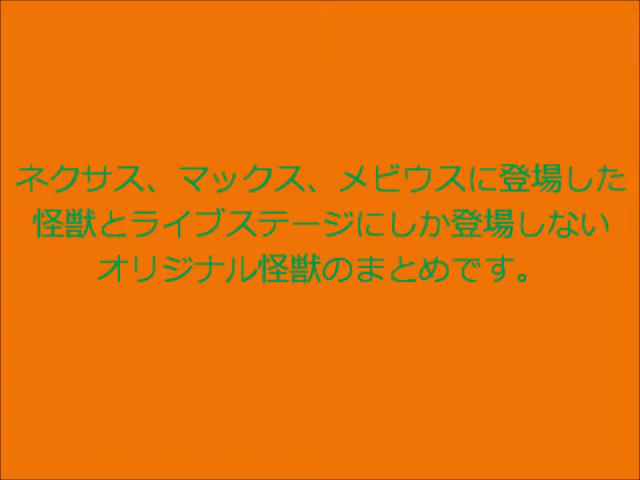 ネクサス、マックス、メビウスに登場した
怪獣とライブステージにしか登場しない
オリジナル怪獣のまとめです。